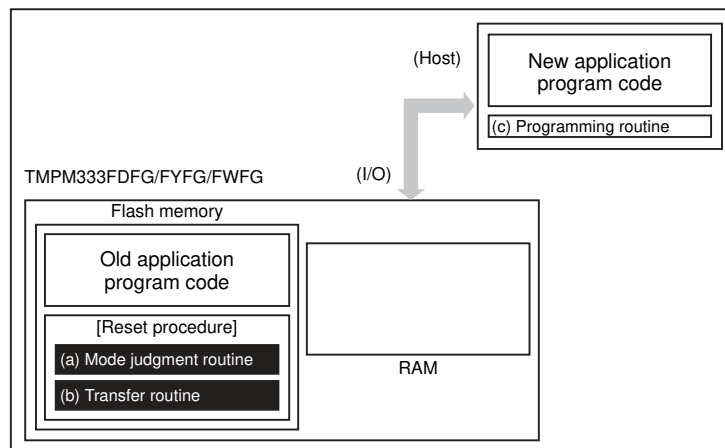 (Host)
New application
program code
(c) Programming routine
TMPM333FDFG/FYFG/FWFG
(I/O)
Flash memory
Old application
program code
[Reset procedure]
(a) Mode judgment routine
(b) Transfer routine
RAM